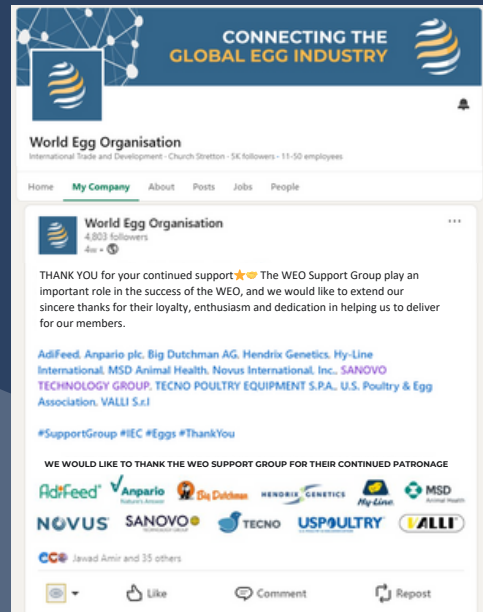 CONNECTING THE
GLOBAL EGG INDUSTRY
World Egg Organisation
International Trade and Development - Church Stretton - 5K followers - 11-50 employees
Home My Company About Posts Jobs People
World Egg Organisation
4,803 followers
4w •
THANK YOU for your continued support⭐🤝 The WEO Support Group play an
important role in the success of the WEO, and we would like to extend our
sincere thanks for their loyalty, enthusiasm and dedication in helping us to deliver
for our members.
AdiFeed, Anpario plc, Big Dutchman AG, Hendrix Genetics, Hy-Line
International, MSD Animal Health, Novus International, Inc., SANOVO
TECHNOLOGY GROUP, TECNO POULTRY EQUIPMENT S.P.A., U.S. Poultry & Egg
Association, VALLI S.r.l
#SupportGroup #IEC #Eggs #ThankYou
WE WOULD LIKE TO THANK THE WEO SUPPORT GROUP FOR THEIR CONTINUED PATRONAGE
AdiFeed Anpario Nature's Answer Big Dutchman HENDRIX GENETICS Hy-Line MSD Animal Health
NOVUS SANOVO TECNO USPOULTRY VALLI
Jawad Amir and 35 others
Like Comment Repost